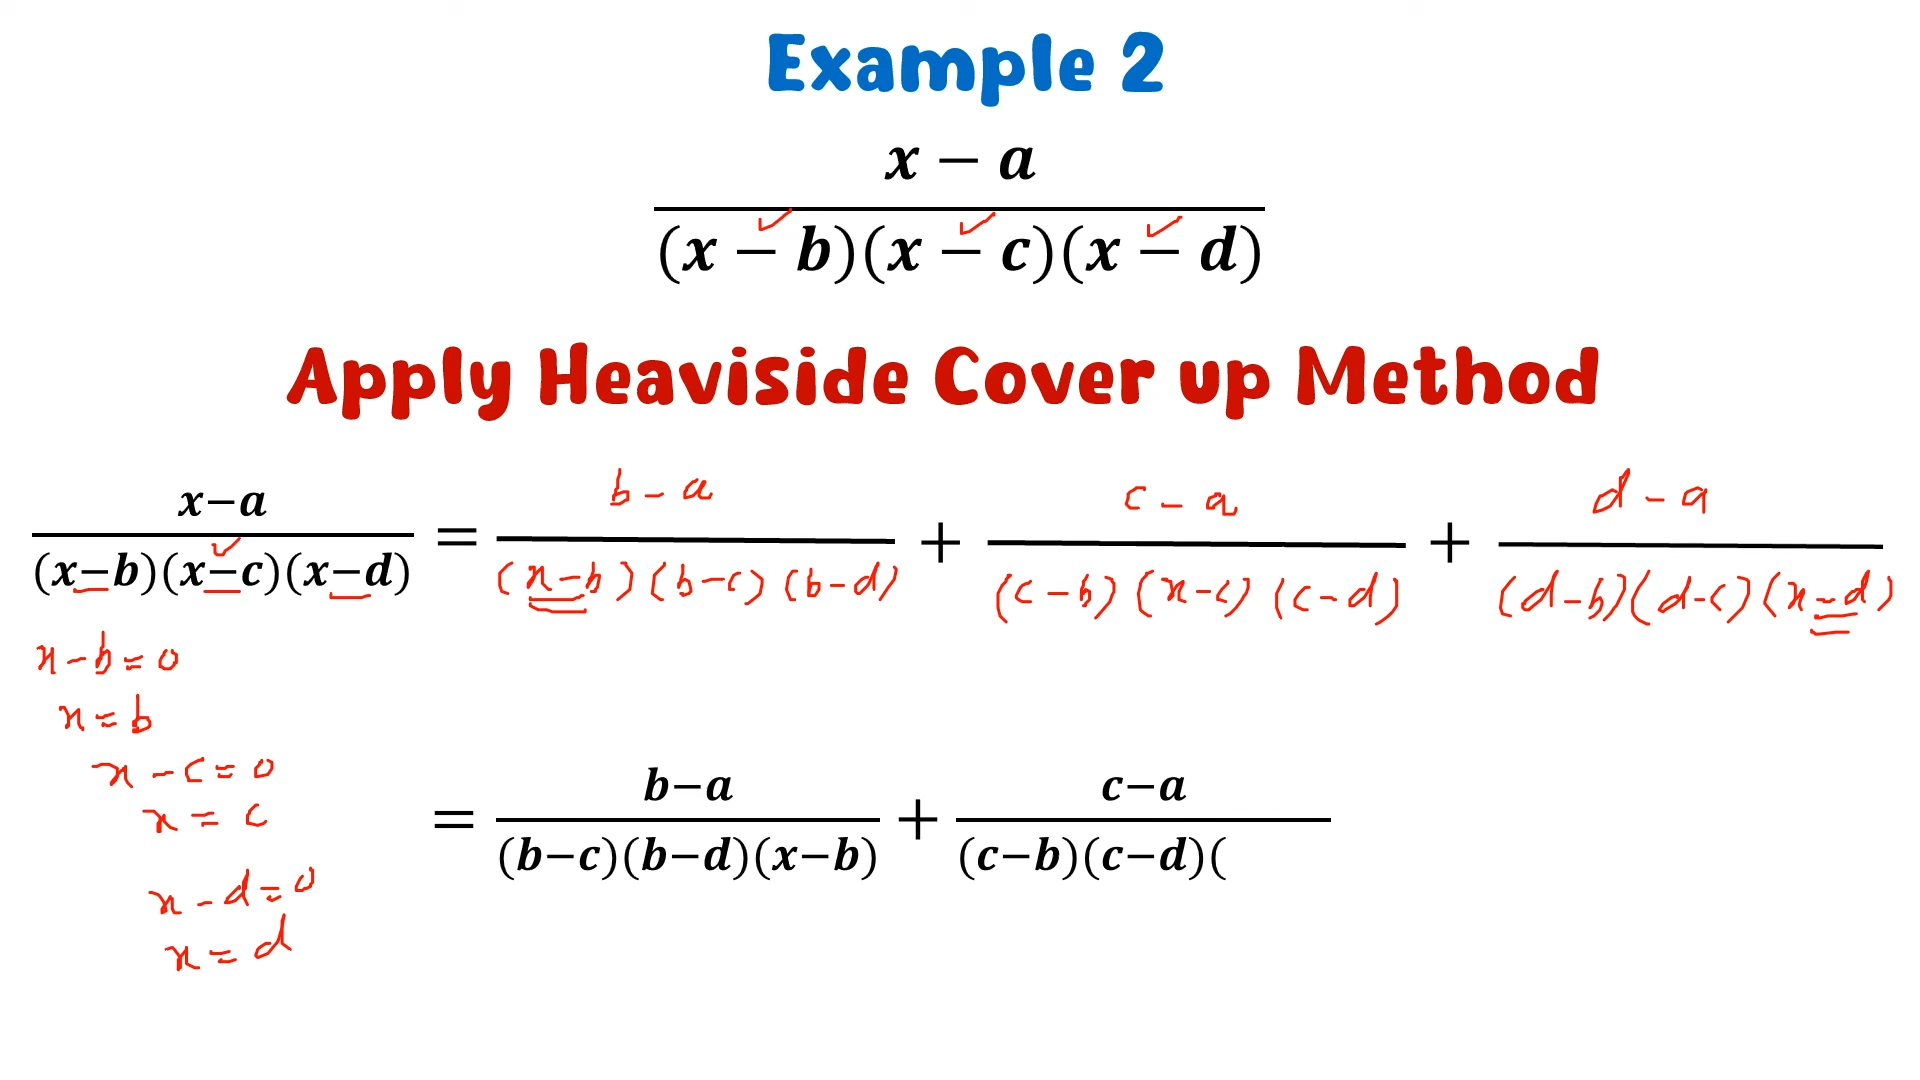 Example 2
x − a
(x − b)(x − c)(x − d)
Apply Heaviside Cover up Method
x−a / (x−b)(x−c)(x−d) = b - a / (x-b)(b-c)(b-d) + c - a / (c-b)(x-c)(c-d) + d - a / (d-b)(d-c)(x-d)
x-b=0
x=b
x-c=0
x=c
x-d=0
x=d
= b−a / (b−c)(b−d)(x−b) + c−a / (c−b)(c−d)(